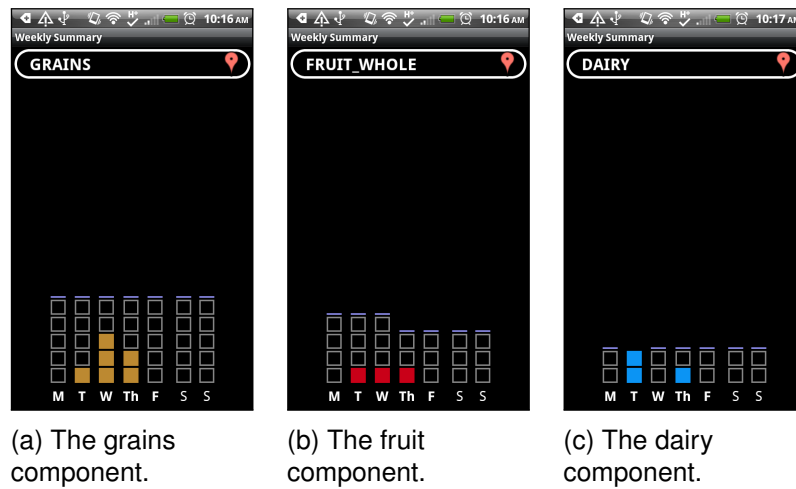 10:16 AM
Weekly Summary
GRAINS
M T W Th F S S
(a) The grains
component.
10:16 AM
Weekly Summary
FRUIT_WHOLE
M T W Th F S S
(b) The fruit
component.
10:17 AM
Weekly Summary
DAIRY
M T W Th F S S
(c) The dairy
component.